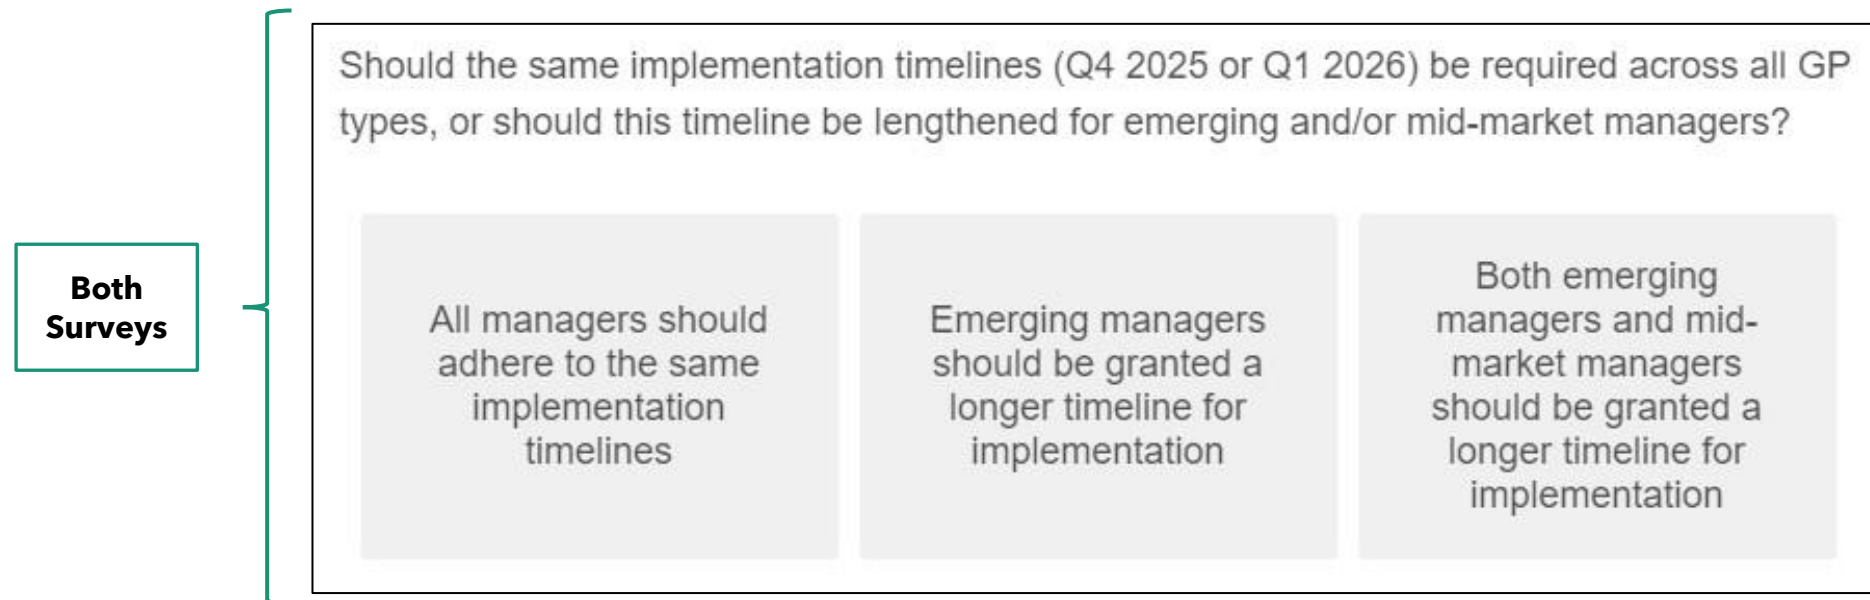 Both
Surveys
Should the same implementation timelines (Q4 2025 or Q1 2026) be required across all GP
types, or should this timeline be lengthened for emerging and/or mid-market managers?
All managers should
adhere to the same
implementation
timelines
Emerging managers
should be granted a
longer timeline for
implementation
Both emerging
managers and mid-
market managers
should be granted a
longer timeline for
implementation